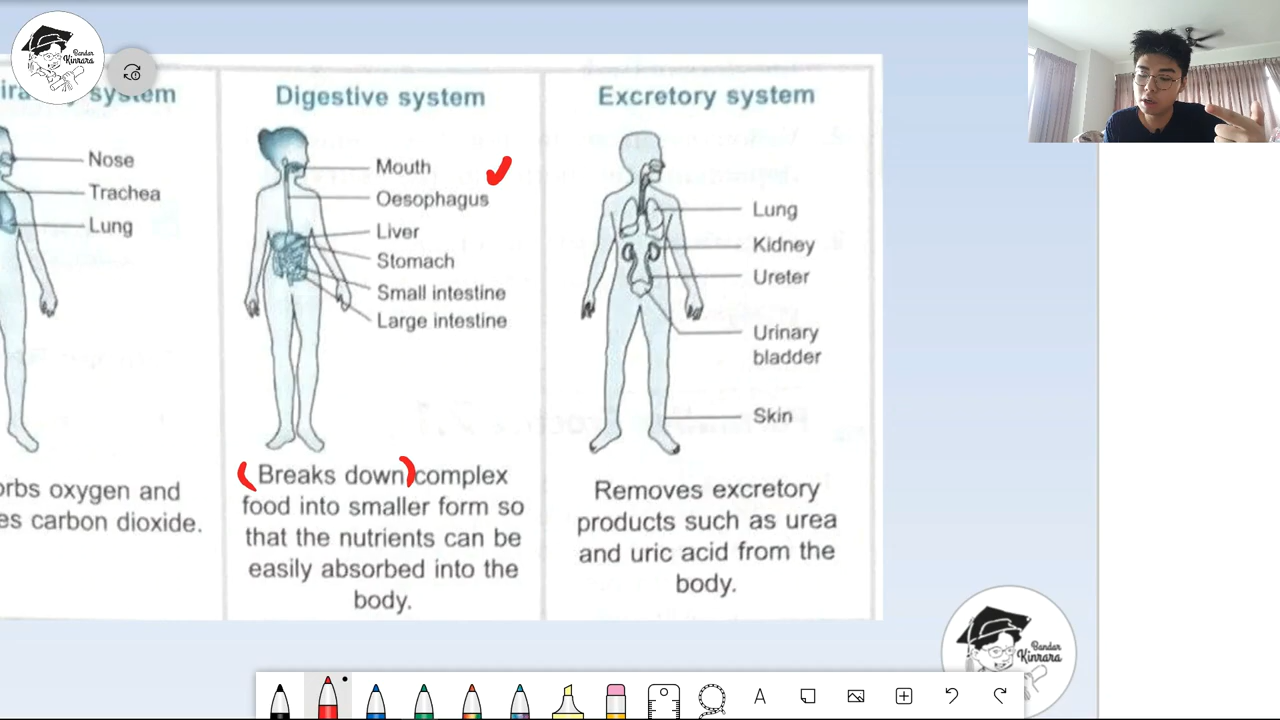 Bandar
Kinrara
system
Nose
Trachea
Lung
orbs oxygen and
es carbon dioxide.
Digestive system
Mouth
Oesophagus
Liver
Stomach
Small intestine
Large intestine
Breaks down complex
food into smaller form so
that the nutrients can be
easily absorbed into the
body.
Excretory system
Lung
Kidney
Ureter
Urinary
bladder
Skin
Removes excretory
products such as urea
and uric acid from the
body.
Bandar
Kinrara
A